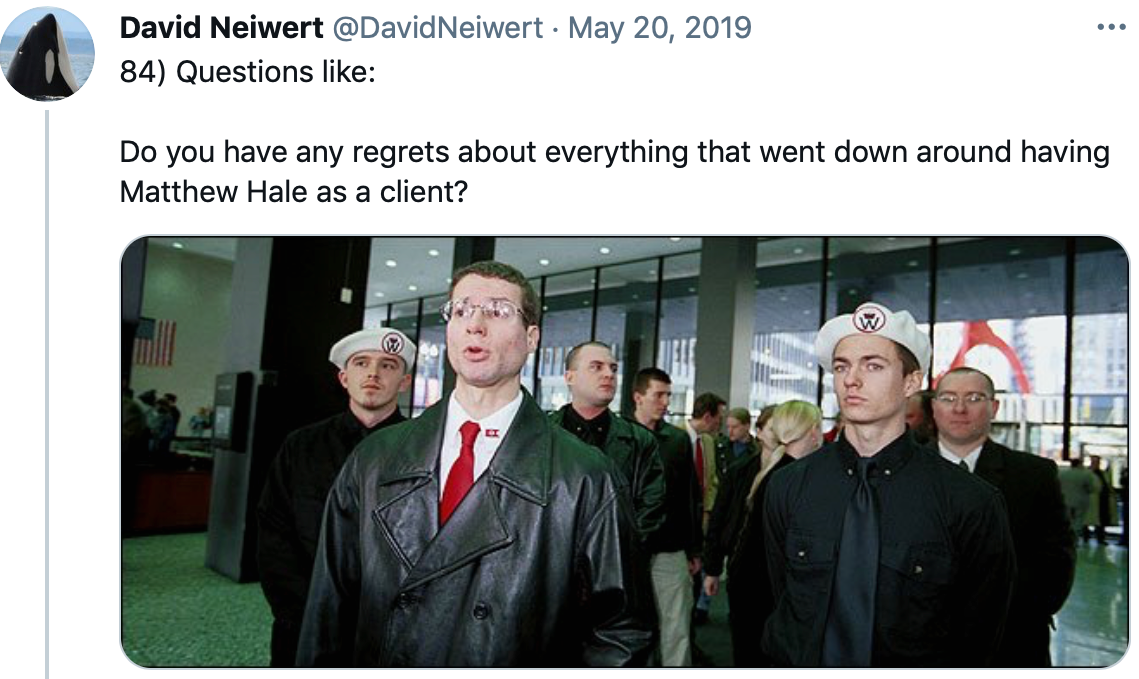 David Neiwert @DavidNeiwert · May 20, 2019
84) Questions like:
Do you have any regrets about everything that went down around having
Matthew Hale as a client?
W
W